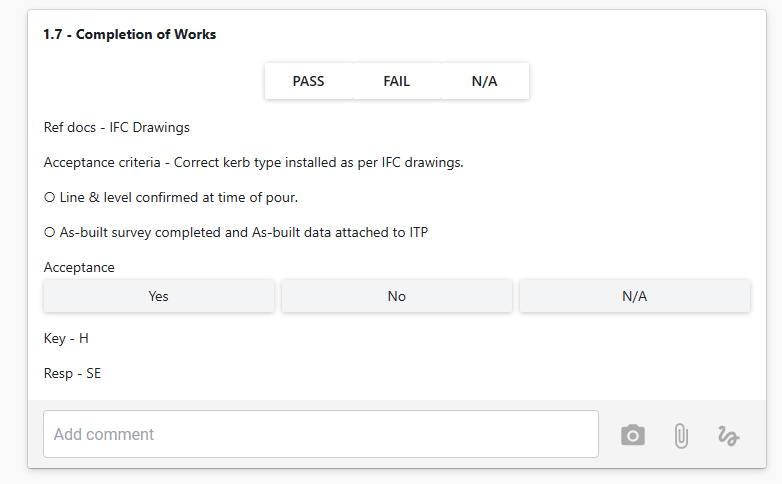 1.7 - Completion of Works
PASS FAIL N/A
Ref docs - IFC Drawings
Acceptance criteria - Correct kerb type installed as per IFC drawings.
O Line & level confirmed at time of pour.
O As-built survey completed and As-built data attached to ITP
Acceptance
Yes No N/A
Key - H
Resp - SE
Add comment